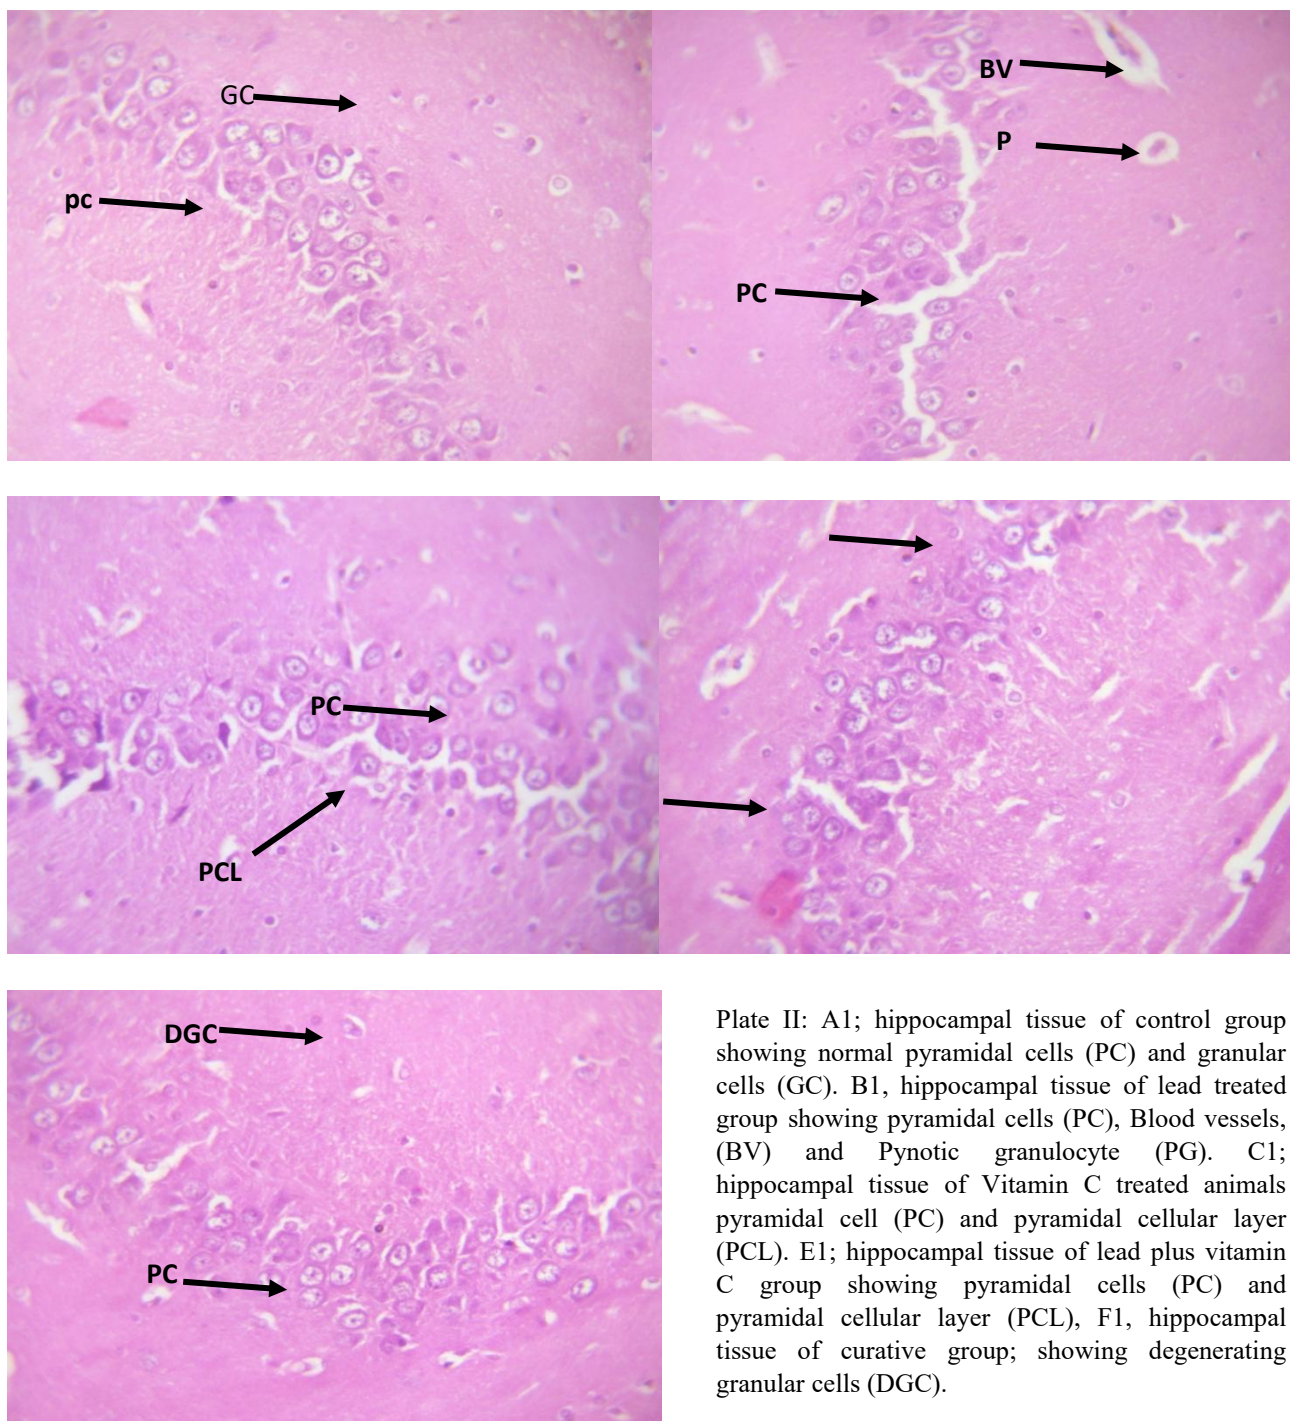 GC
pc
BV
P
PC
PC
PCL
DGC
PC
Plate II: A1; hippocampal tissue of control group
showing normal pyramidal cells (PC) and granular
cells (GC). B1, hippocampal tissue of lead treated
group showing pyramidal cells (PC), Blood vessels,
(BV) and Pynotic granulocyte (PG). C1;
hippocampal tissue of Vitamin C treated animals
pyramidal cell (PC) and pyramidal cellular layer
(PCL). E1; hippocampal tissue of lead plus vitamin
C group showing pyramidal cells (PC) and
pyramidal cellular layer (PCL), F1, hippocampal
tissue of curative group; showing degenerating
granular cells (DGC).